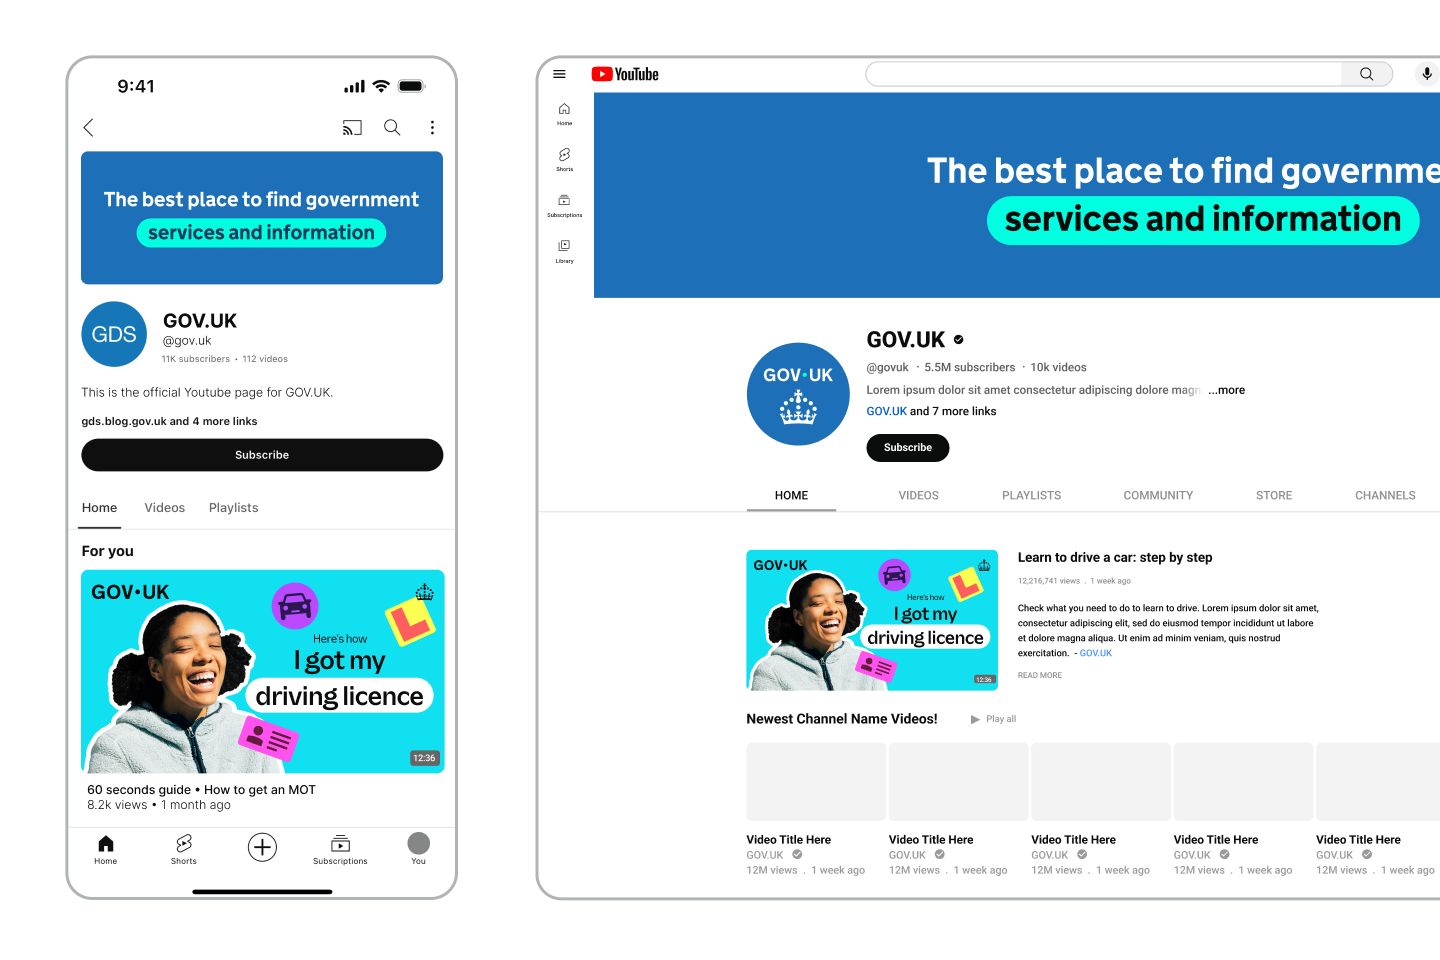 9:41
The best place to find government
services and information
GDS
GOV.UK
@gov.uk
11K subscribers • 112 videos
This is the official Youtube page for GOV.UK.
gds.blog.gov.uk and 4 more links
Subscribe
Home Videos Playlists
For you
GOV•UK
Here's how
I got my
driving licence
12:36
60 seconds guide • How to get an MOT
8.2k views • 1 month ago
Home Shorts Subscriptions You
YouTube
Home
Shorts
Subscriptions
Library
The best place to find governme
services and information
GOV•UK
GOV.UK
@govuk · 5.5M subscribers · 10k videos
Lorem ipsum dolor sit amet consectetur adipiscing dolore magn ...more
GOV.UK and 7 more links
Subscribe
HOME VIDEOS PLAYLISTS COMMUNITY STORE CHANNELS
GOV•UK
Here's how
I got my
driving licence
12:36
Learn to drive a car: step by step
12,216,741 views . 1 week ago
Check what you need to do to learn to drive. Lorem ipsum dolor sit amet,
consectetur adipiscing elit, sed do eiusmod tempor incididunt ut labore
et dolore magna aliqua. Ut enim ad minim veniam, quis nostrud
exercitation. - GOV.UK
READ MORE
Newest Channel Name Videos! Play all
Video Title Here Video Title Here Video Title Here Video Title Here Video Title Here
GOV.UK GOV.UK GOV.UK GOV.UK GOV.UK
12M views . 1 week ago 12M views . 1 week ago 12M views . 1 week ago 12M views . 1 week ago 12M views . 1 week ago